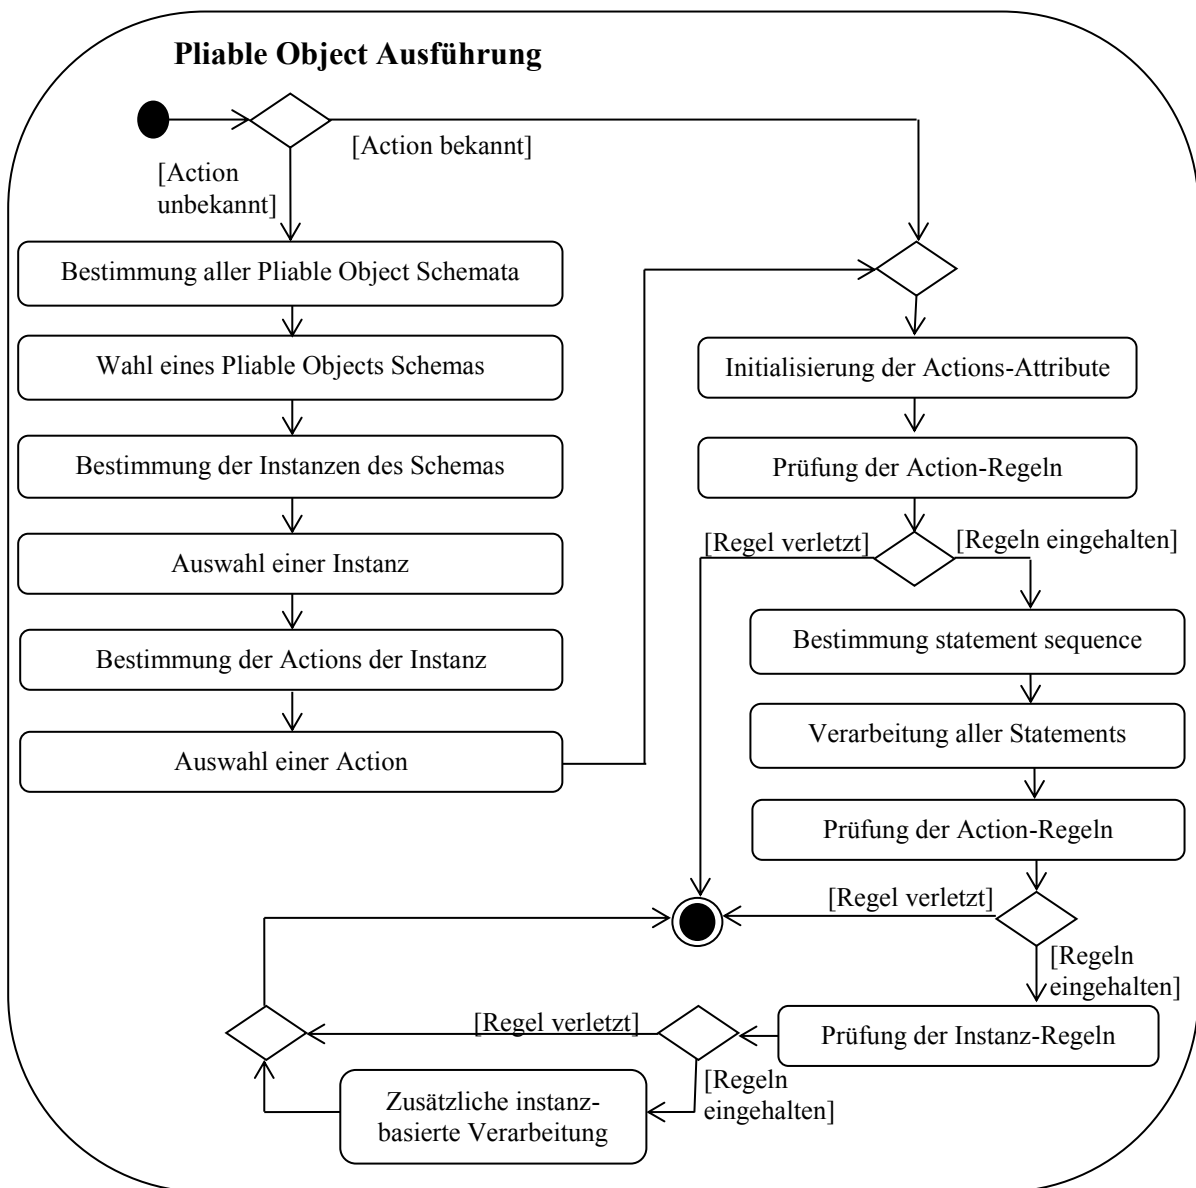 Pliable Object Ausführung
[Action bekannt]
[Action
unbekannt]
Bestimmung aller Pliable Object Schemata
Wahl eines Pliable Objects Schemas
Bestimmung der Instanzen des Schemas
Auswahl einer Instanz
Bestimmung der Actions der Instanz
Auswahl einer Action
Initialisierung der Actions-Attribute
Prüfung der Action-Regeln
[Regel verletzt]
[Regeln eingehalten]
Bestimmung statement sequence
Verarbeitung aller Statements
Prüfung der Action-Regeln
[Regel verletzt]
[Regeln
eingehalten]
Prüfung der Instanz-Regeln
[Regel verletzt]
[Regeln
eingehalten]
Zusätzliche instanz-
basierte Verarbeitung